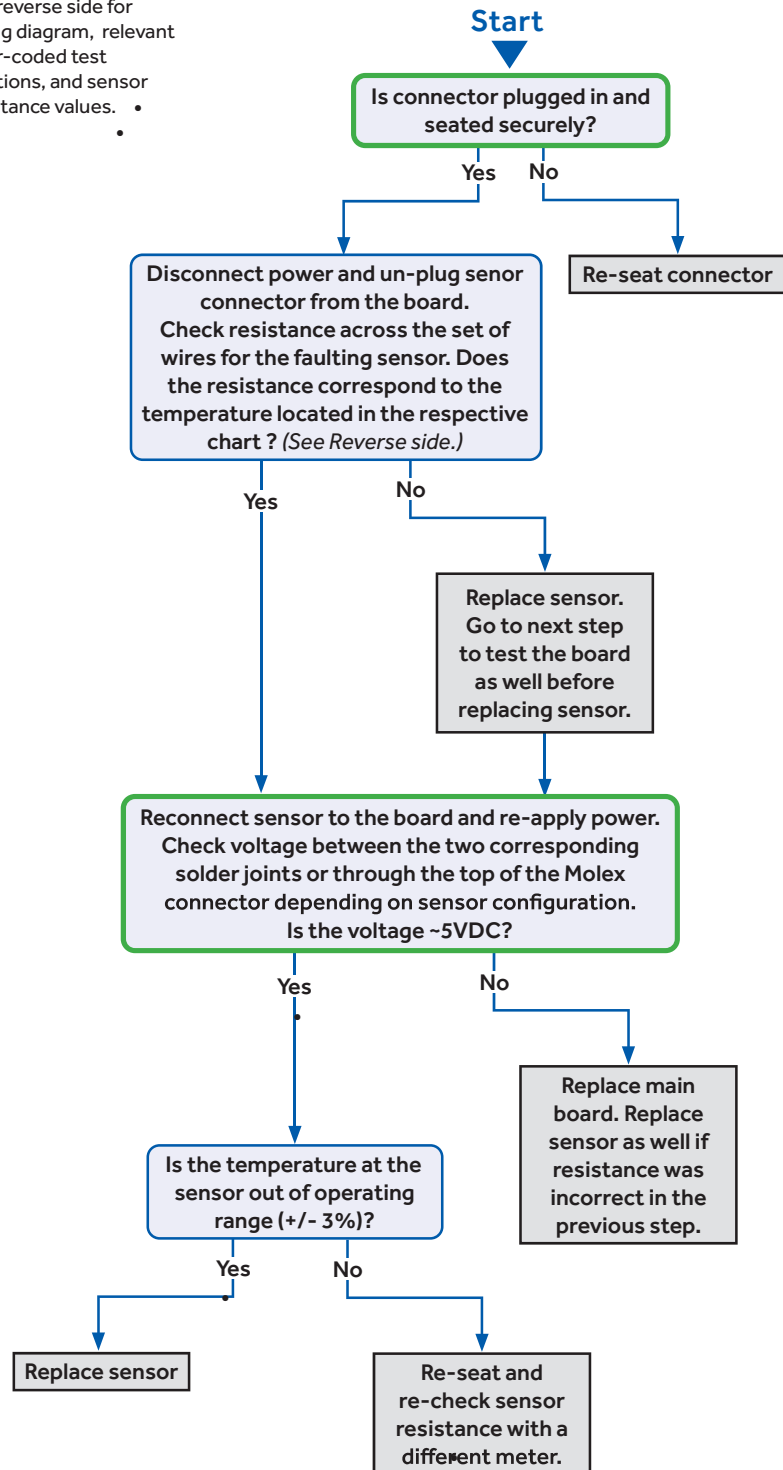 reverse side for
g diagram, relevant
r-coded test
tions, and sensor
tance values.
Start
Is connector plugged in and
seated securely?
Yes
No
Re-seat connector
Disconnect power and un-plug senor
connector from the board.
Check resistance across the set of
wires for the faulting sensor. Does
the resistance correspond to the
temperature located in the respective
chart ? (See Reverse side.)
Yes
No
Replace sensor.
Go to next step
to test the board
as well before
replacing sensor.
Reconnect sensor to the board and re-apply power.
Check voltage between the two corresponding
solder joints or through the top of the Molex
connector depending on sensor configuration.
Is the voltage ~5VDC?
Yes
No
Replace main
board. Replace
sensor as well if
resistance was
incorrect in the
previous step.
Is the temperature at the
sensor out of operating
range (+/- 3%)?
Yes
No
Replace sensor
Re-seat and
re-check sensor
resistance with a
different meter.